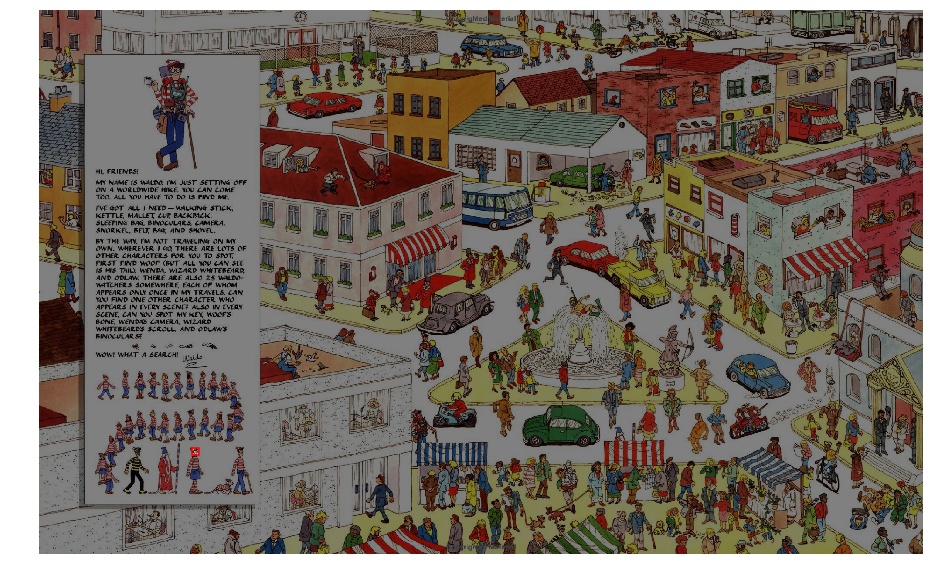 HI, FRIENDS!
MY NAME IS WALDO. I'M JUST SETTING OFF
ON A WORLDWIDE HIKE. YOU CAN COME
TOO. ALL YOU HAVE TO DO IS FIND ME.
I'VE GOT ALL I NEED — WALKING STICK,
KETTLE, MALLET, CUP, BACKPACK,
SLEEPING BAG, BINOCULARS, CAMERA,
SNORKEL, BELT, BAG, AND SHOVEL.
BY THE WAY, I'M NOT TRAVELING ON MY
OWN. WHEREVER I GO, THERE ARE LOTS OF
OTHER CHARACTERS FOR YOU TO SPOT.
FIRST FIND WOOF (BUT ALL YOU CAN SEE
IS HIS TAIL), WENDA, WIZARD WHITEBEARD,
AND ODLAW. THERE ARE ALSO 25 WALDO-
WATCHERS SOMEWHERE, EACH OF WHOM
APPEARS ONLY ONCE IN MY TRAVELS. CAN
YOU FIND ONE OTHER CHARACTER WHO
APPEARS IN EVERY SCENE? ALSO IN EVERY
SCENE, CAN YOU SPOT MY KEY, WOOF'S
BONE, WENDA'S CAMERA, WIZARD
WHITEBEARD'S SCROLL, AND ODLAW'S
BINOCULARS?
WOW! WHAT A SEARCH!
Waldo